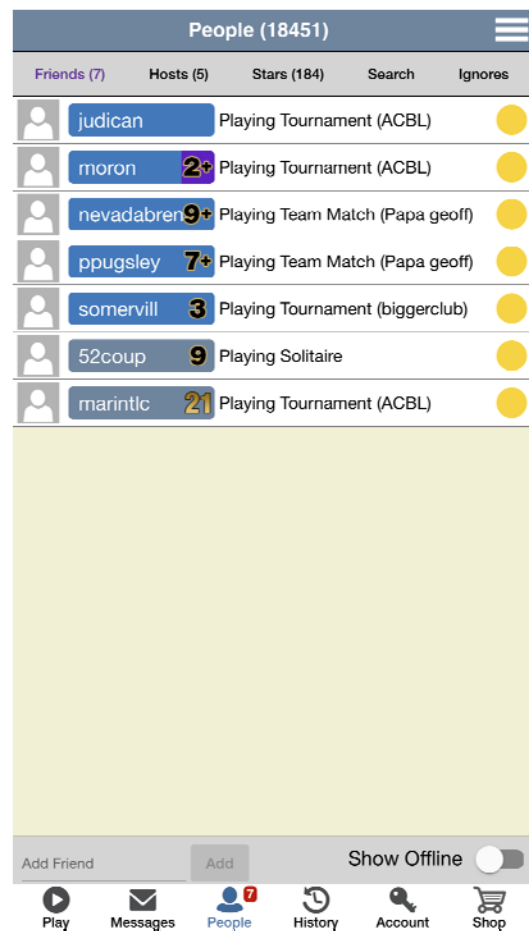 People (18451)
Friends (7) Hosts (5) Stars (184) Search Ignores
judican Playing Tournament (ACBL)
moron 2+ Playing Tournament (ACBL)
nevadabren 9+ Playing Team Match (Papa geoff)
ppugsley 7+ Playing Team Match (Papa geoff)
somervill 3 Playing Tournament (biggerclub)
52coup 9 Playing Solitaire
marintlc 21 Playing Tournament (ACBL)
Add Friend Add Show Offline
7
Play Messages People History Account Shop